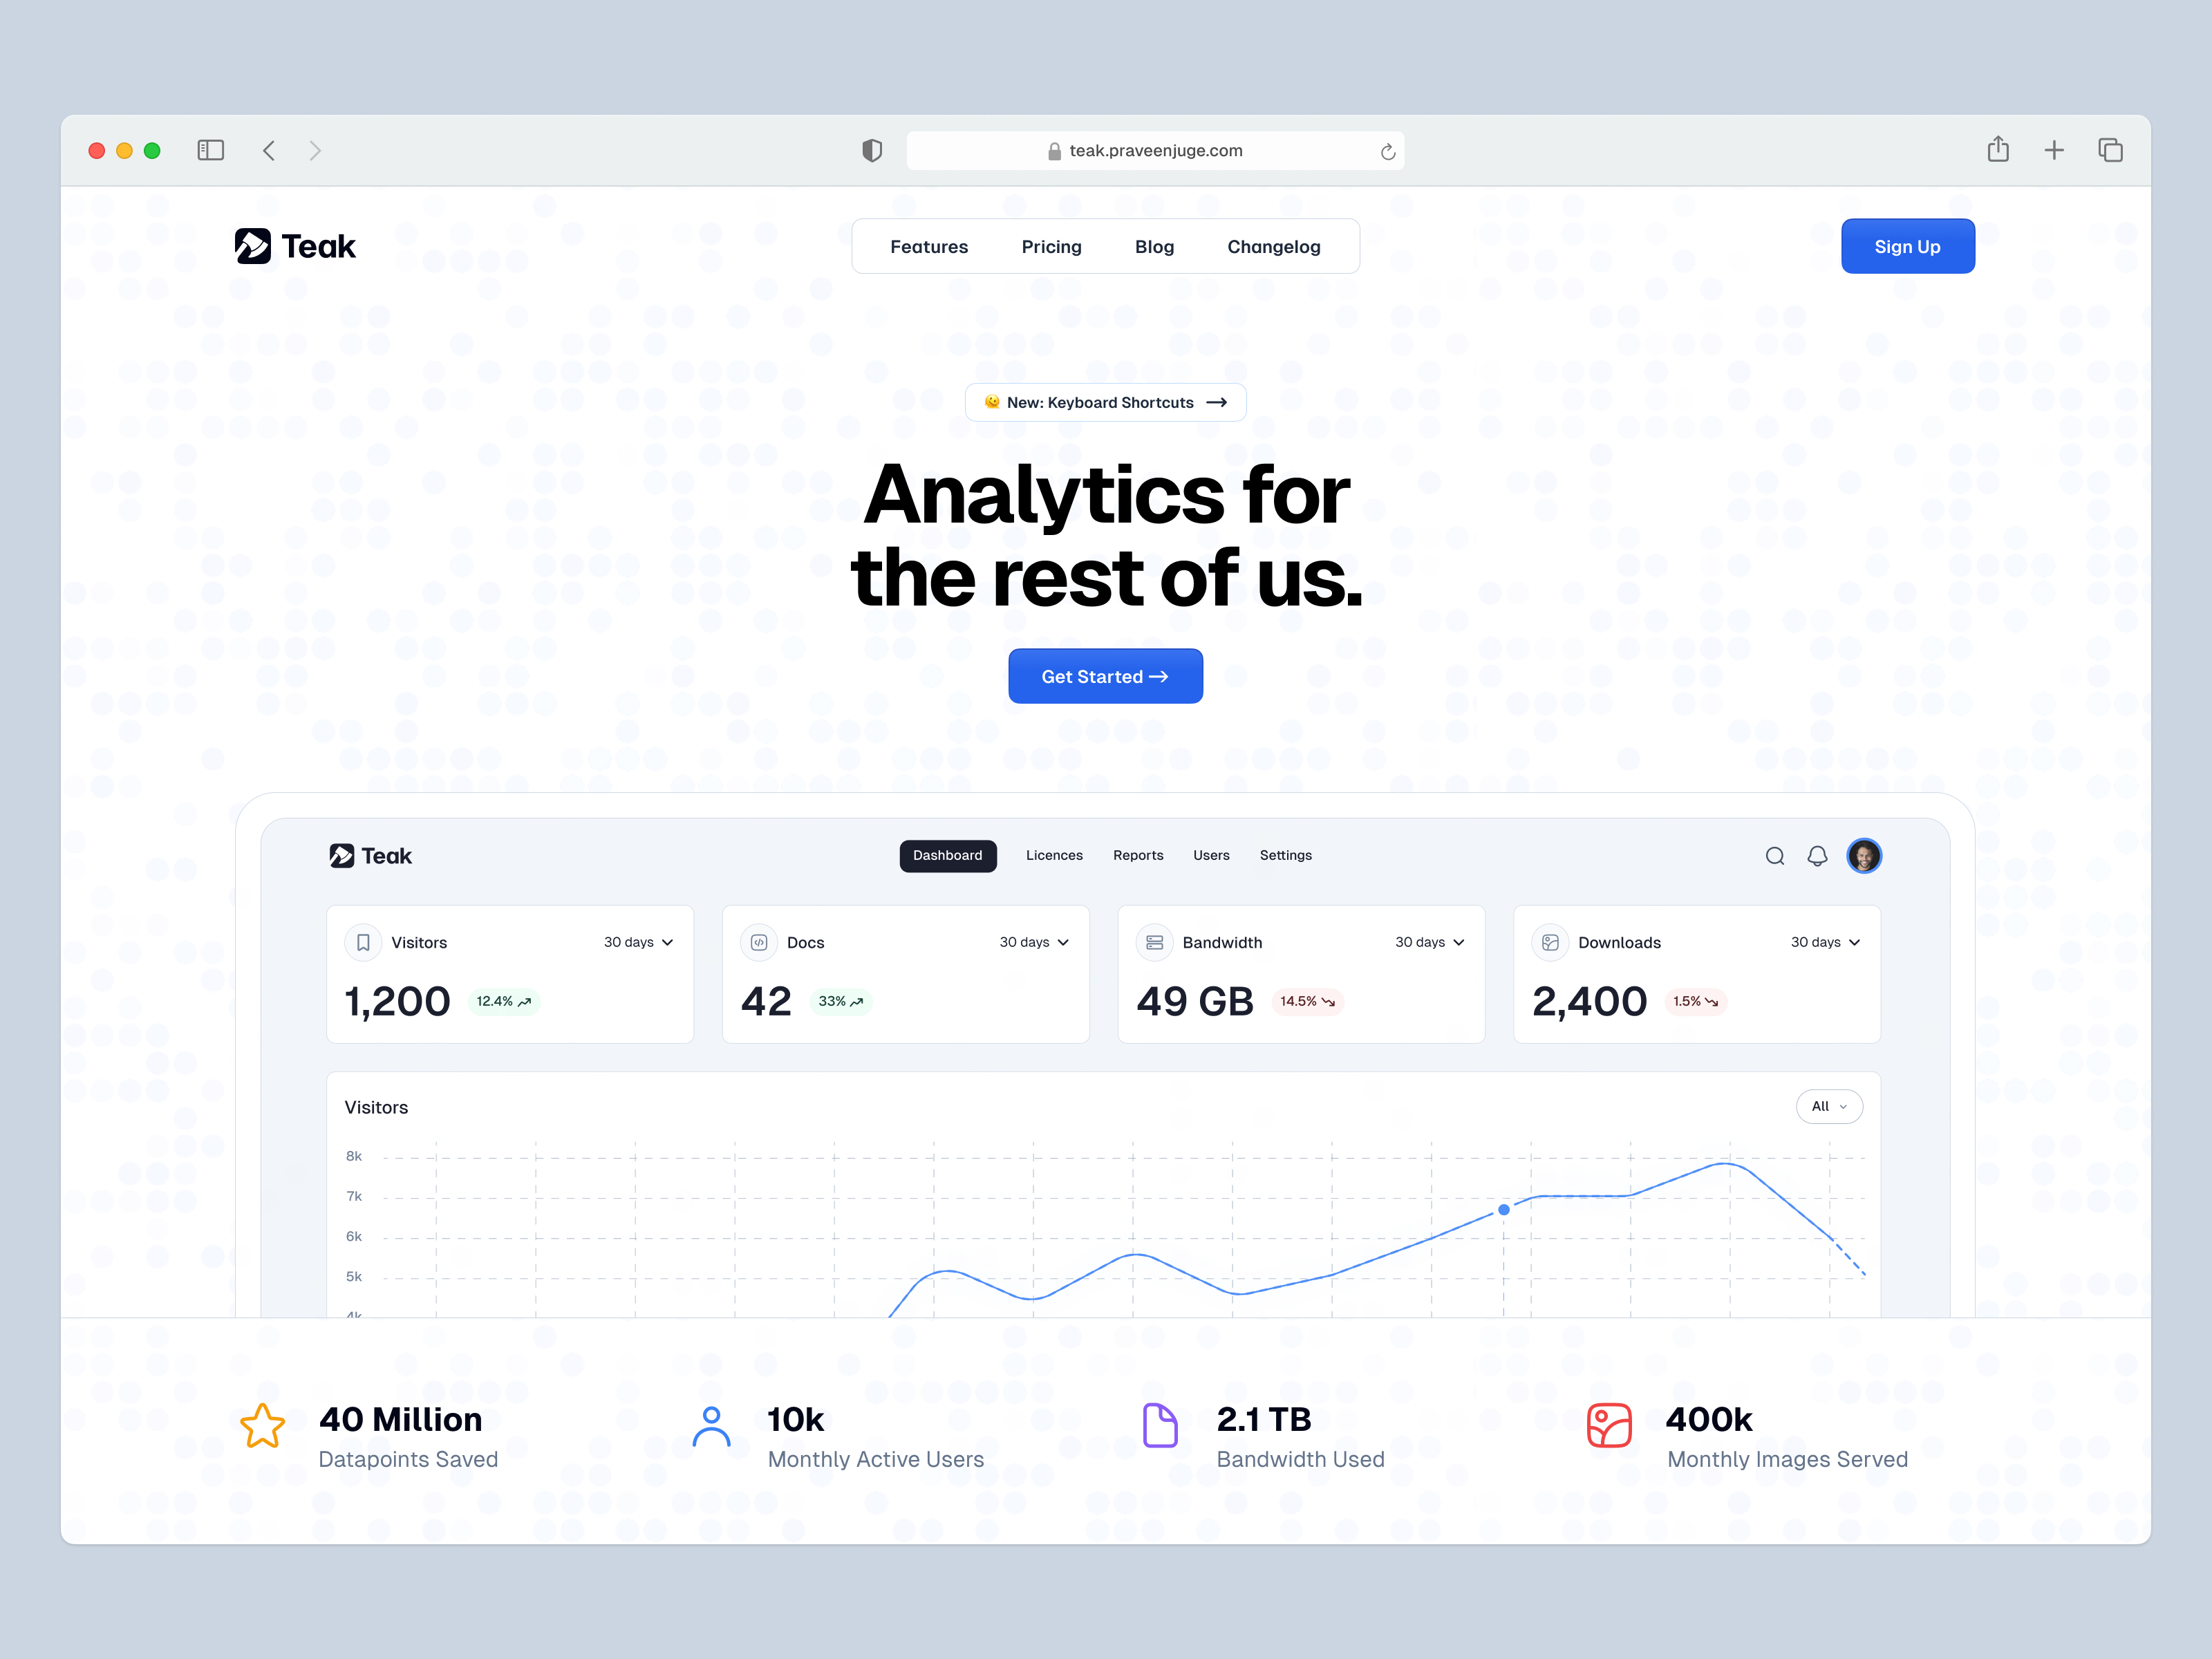 teak.praveenjuge.com
Teak
Features Pricing Blog Changelog
Sign Up
New: Keyboard Shortcuts →
Analytics for
the rest of us.
Get Started →
Teak
Dashboard Licences Reports Users Settings
Visitors 30 days
1,200 12.4%
Docs 30 days
42 33%
Bandwidth 30 days
49 GB 14.5%
Downloads 30 days
2,400 1.5%
Visitors
All
8k
7k
6k
5k
4k
40 Million
Datapoints Saved
10k
Monthly Active Users
2.1 TB
Bandwidth Used
400k
Monthly Images Served